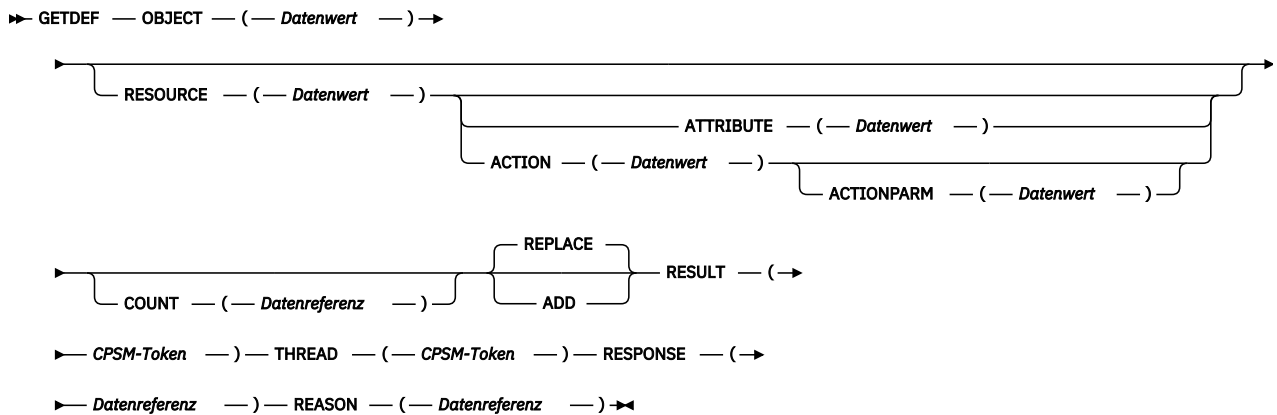 GETDEF OBJECT ( Datenwert )
RESOURCE ( Datenwert )
ATTRIBUTE ( Datenwert )
ACTION ( Datenwert )
ACTIONPARM ( Datenwert )
REPLACE
RESULT (
COUNT ( Datenreferenz ) ADD
CPSM-Token ) THREAD ( CPSM-Token ) RESPONSE (
Datenreferenz ) REASON ( Datenreferenz )